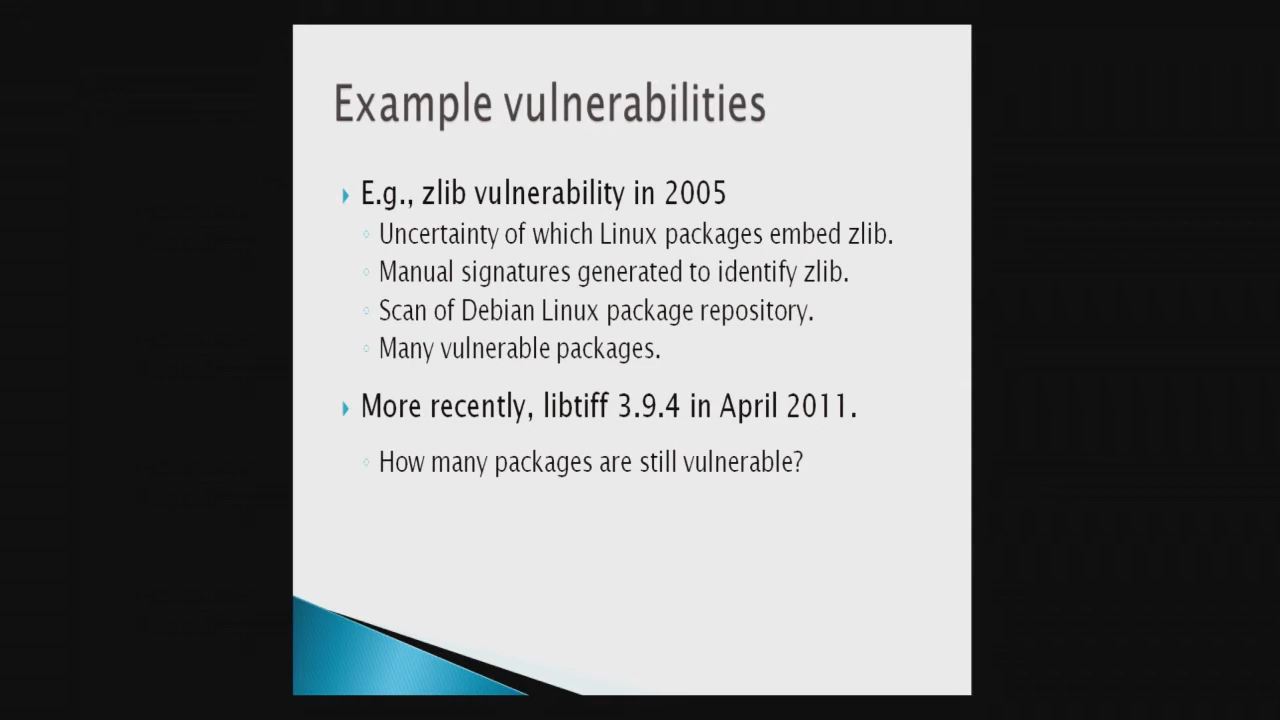 Example vulnerabilities
E.g., zlib vulnerability in 2005
Uncertainty of which Linux packages embed zlib.
Manual signatures generated to identify zlib.
Scan of Debian Linux package repository.
Many vulnerable packages.
More recently, libtiff 3.9.4 in April 2011.
How many packages are still vulnerable?